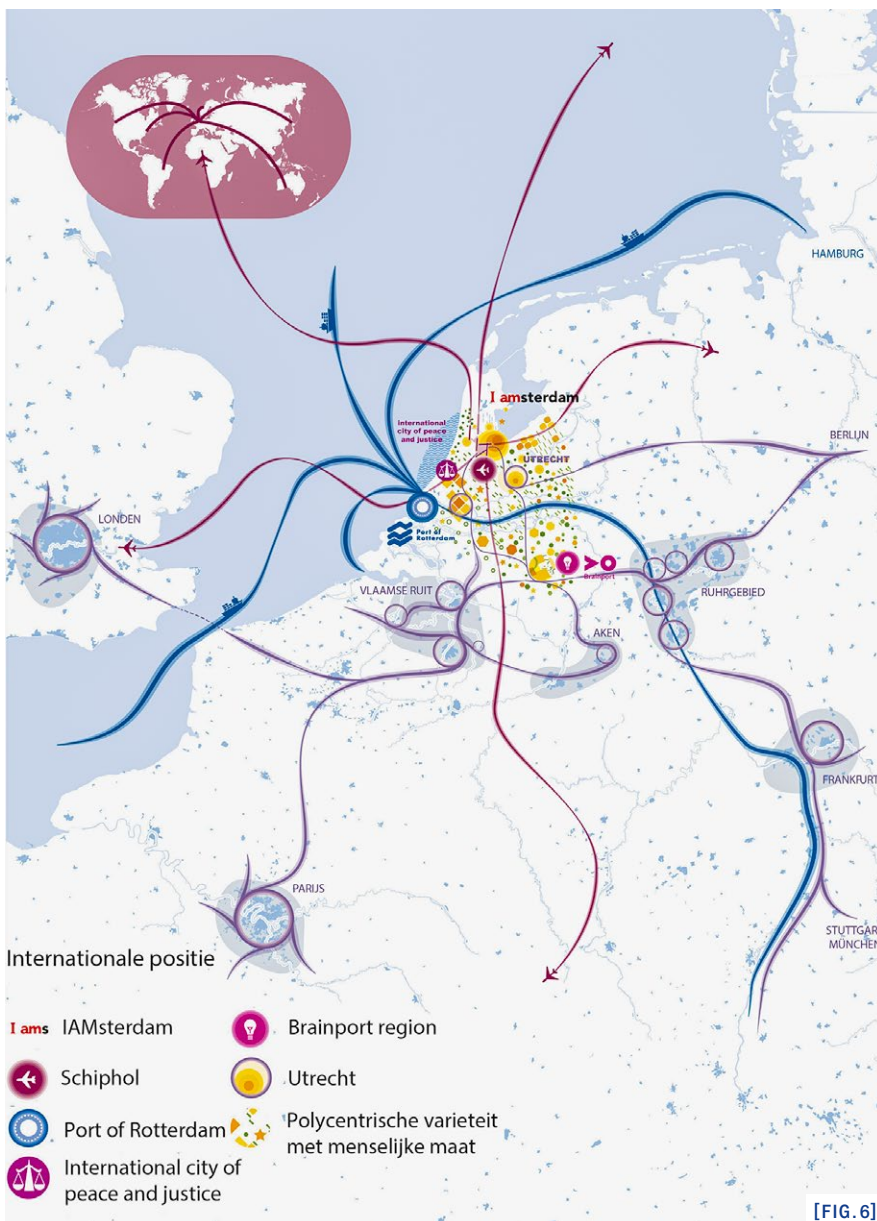 HAMBURG
I amsterdam
international
city of peace
and justice
BERLIJN
UTRECHT
LONDEN
Port of
Rotterdam
Brainport
VLAAMSE RUIT
RUHRGEBIED
AKEN
FRANKFURT
PARIJS
STUTTGAR
MÜNCHEN
Internationale positie
I ams IAMsterdam
Brainport region
Schiphol
Utrecht
Port of Rotterdam
Polycentrische varieteit
met menselijke maat
International city of
peace and justice
[FIG.6]